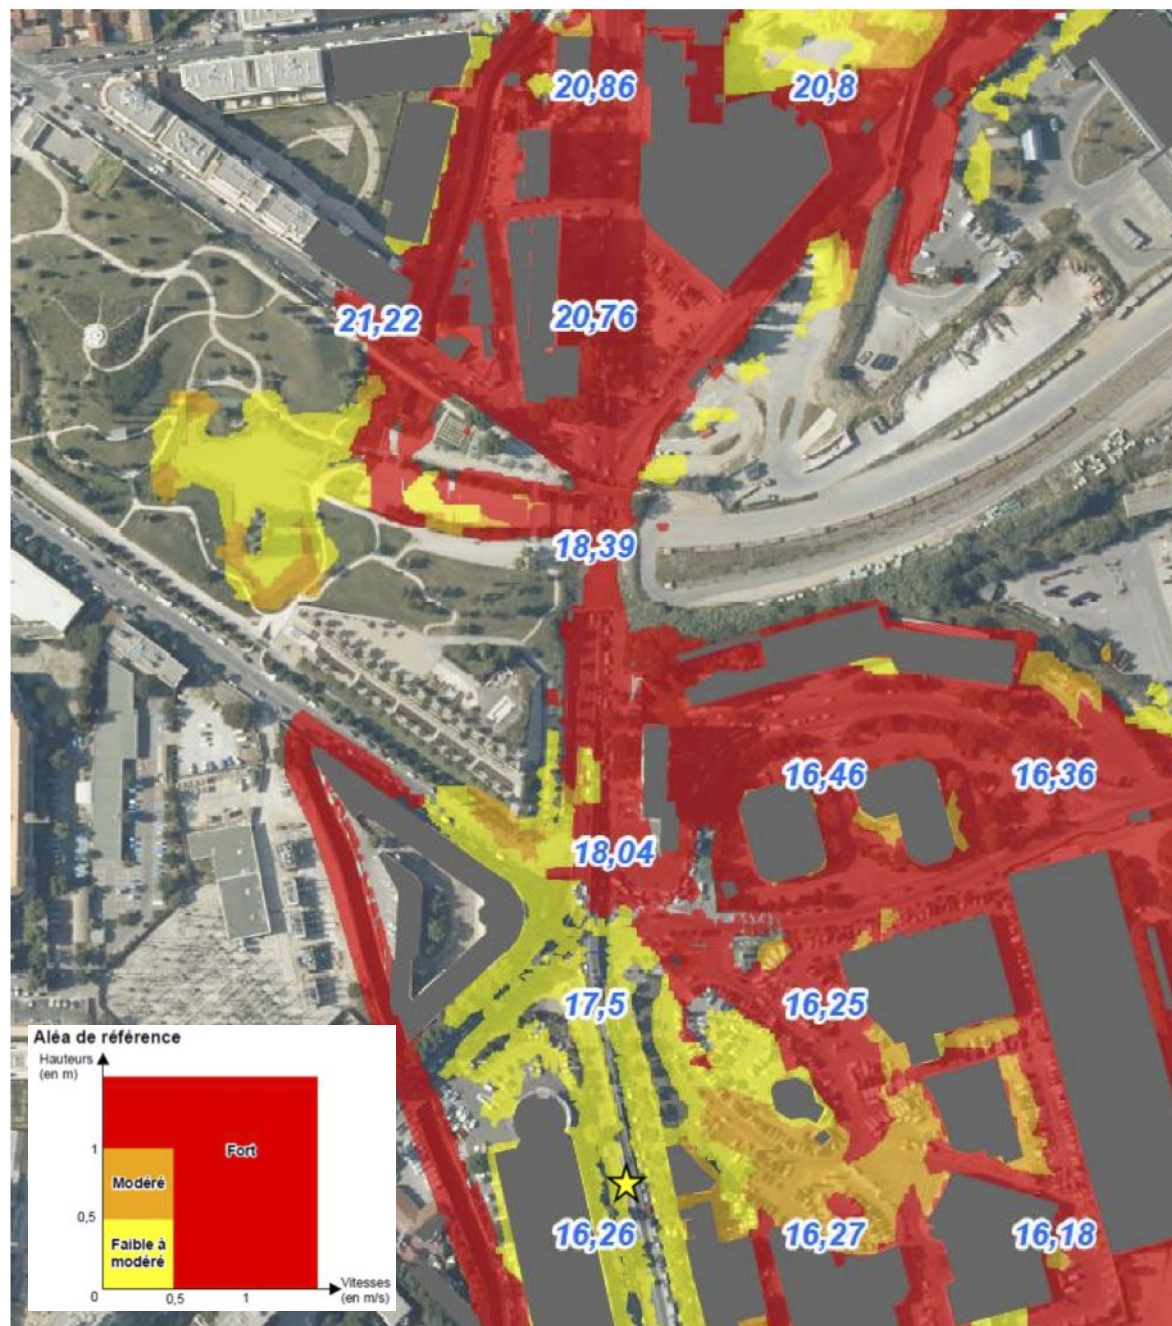 20,86
20,8
21,22
20,76
18,39
16,46
16,36
18,04
17,5
16,25
16,26
16,27
16,18
Aléa de référence
Hauteurs
(en m)
1
Fort
Modéré
0,5
Faible à
modéré
Vitesses
(en m/s)
0
0,5
1